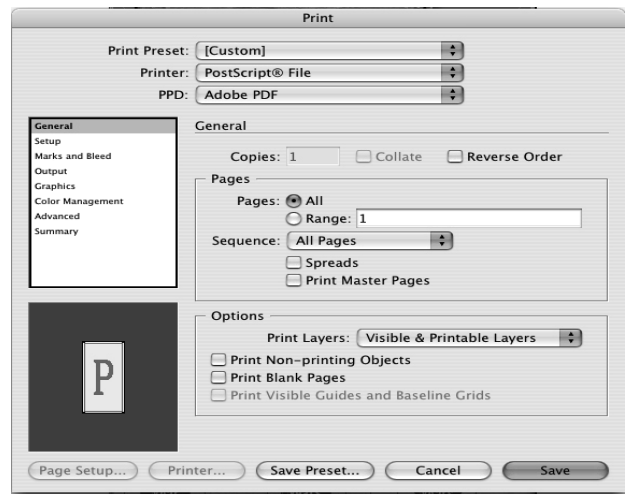 Print
Print Preset: [Custom]
Printer: PostScript® File
PPD: Adobe PDF
General
Setup
Marks and Bleed
Output
Graphics
Color Management
Advanced
Summary
General
Copies: 1 Collate Reverse Order
Pages
Pages: All
Range: 1
Sequence: All Pages
Spreads
Print Master Pages
Options
Print Layers: Visible & Printable Layers
Print Non-printing Objects
Print Blank Pages
Print Visible Guides and Baseline Grids
P
Page Setup... Printer... Save Preset... Cancel Save